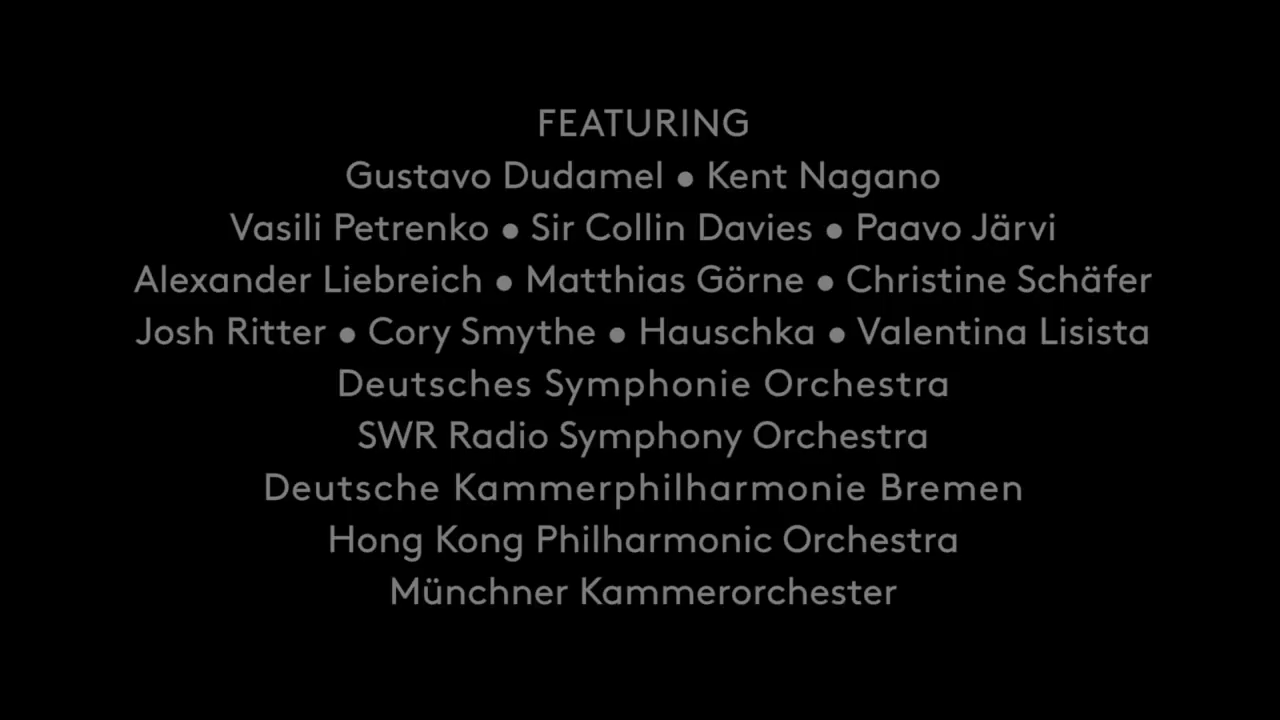 FEATURING
Gustavo Dudamel • Kent Nagano
Vasili Petrenko • Sir Collin Davies • Paavo Järvi
Alexander Liebreich • Matthias Görne • Christine Schäfer
Josh Ritter • Cory Smythe • Hauschka • Valentina Lisista
Deutsches Symphonie Orchestra
SWR Radio Symphony Orchestra
Deutsche Kammerphilharmonie Bremen
Hong Kong Philharmonic Orchestra
Münchner Kammerorchester